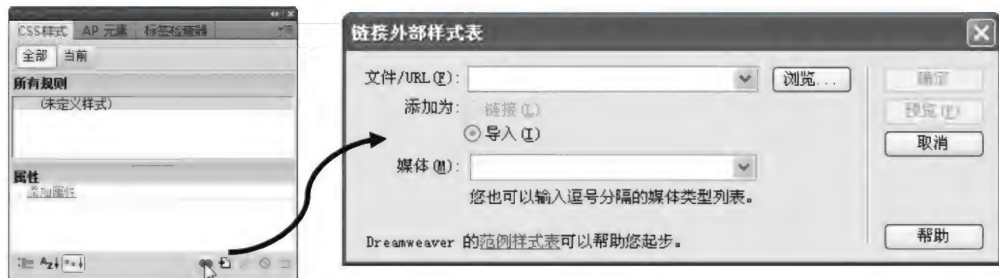 CSS样式 AP 元素 标签检查器
全部 当前
所有规则
(未定义样式)
属性
添加属性
链接外部样式表
文件/URL(F): 浏览...
添加为: 链接(L)
导入(I)
媒体(M):
您也可以输入逗号分隔的媒体类型列表。
Dreamweaver 的范例样式表可以帮助您起步。
确定
预览(P)
取消
帮助